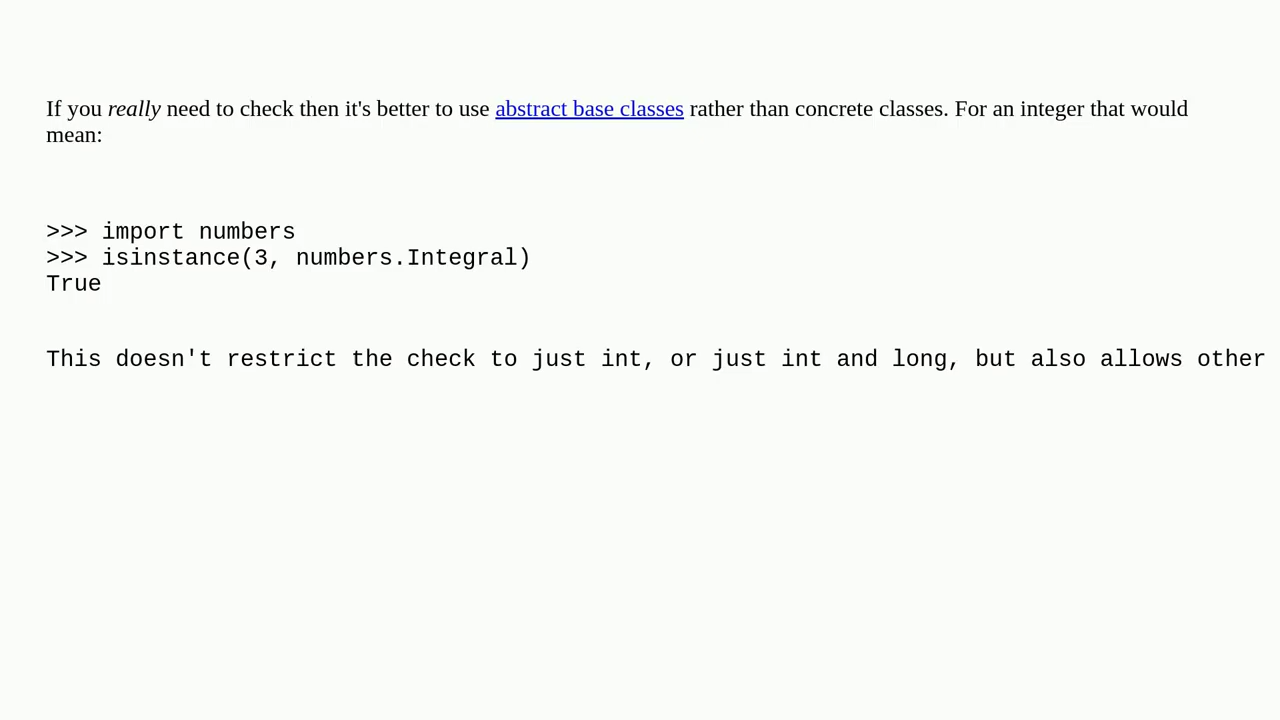 If you really need to check then it's better to use abstract base classes rather than concrete classes. For an integer that would
mean:
>>> import numbers
>>> isinstance(3, numbers.Integral)
True
This doesn't restrict the check to just int, or just int and long, but also allows other